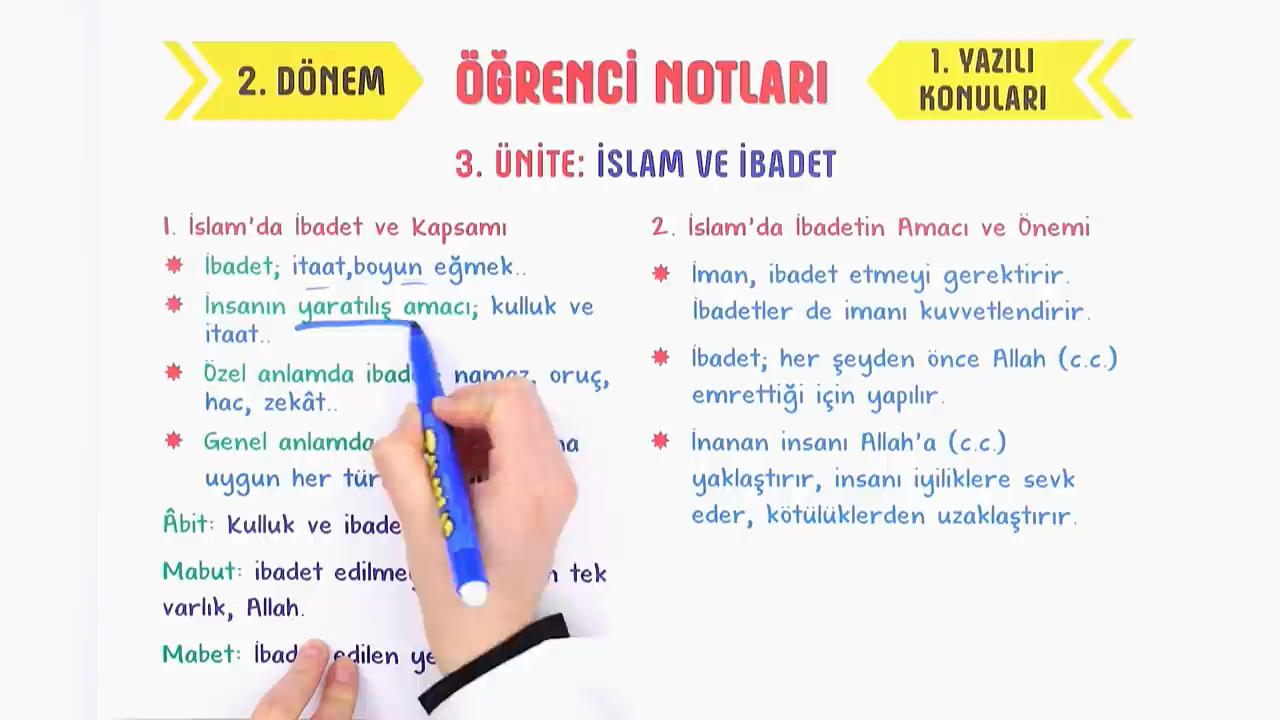 2. DÖNEM
ÖĞRENCİ NOTLARI
1. YAZILI
KONULARI
3. ÜNİTE: İSLAM VE İBADET
1. İslam'da İbadet ve Kapsamı
İbadet; itaat,boyun eğmek..
İnsanın yaratılış amacı; kulluk ve
itaat..
Özel anlamda namaz, oruç,
hac, zekât..
Genel anlamda
uygun her
Âbit: Kulluk ve
Mabut: ibadet tek
varlık, Allah.
Mabet: edilen
2. İslam'da İbadetin Amacı ve Önemi
İman, ibadet etmeyi gerektirir.
İbadetler de imanı kuvvetlendirir.
İbadet; her şeyden önce Allah (c.c.)
emrettiği için yapılır.
İnanan insanı Allah'a (c.c.)
yaklaştırır, insanı iyiliklere sevk
eder, kötülüklerden uzaklaştırır.